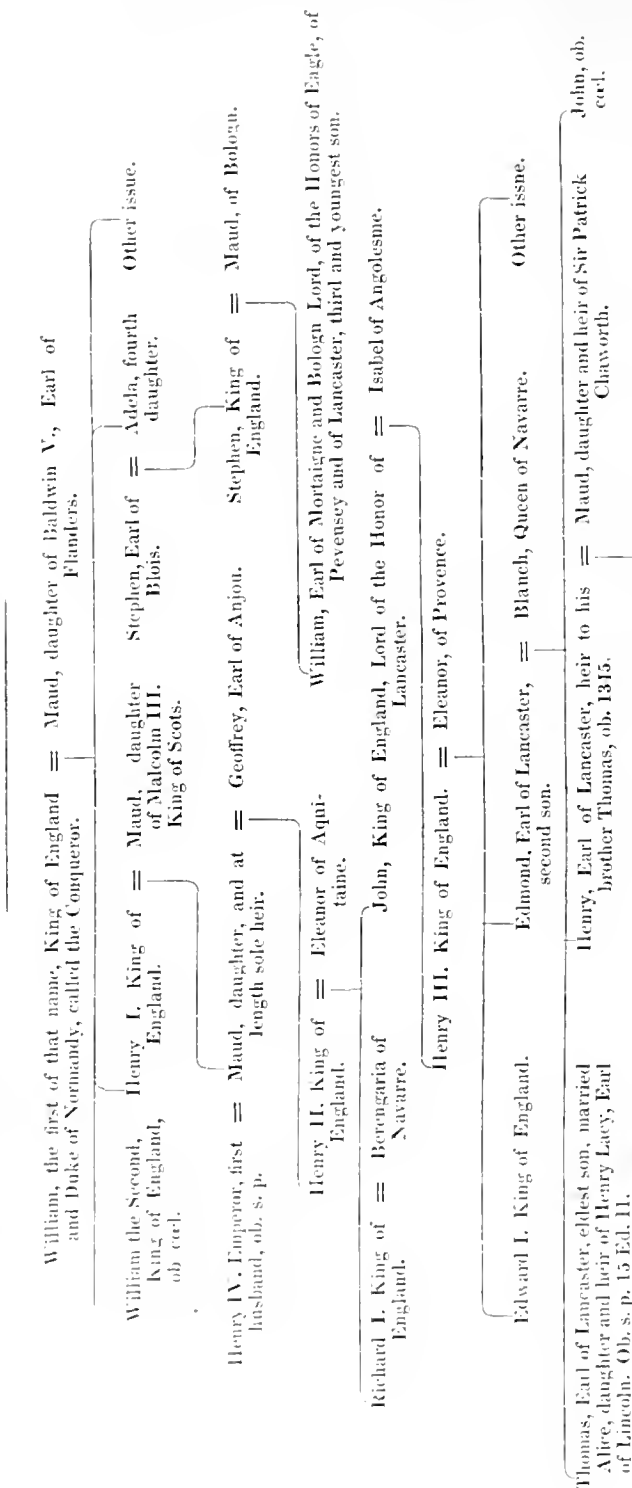 William, the first of that name, King of England = Maud, daughter of Baldwin V., Earl of
and Duke of Normandy, called the Conqueror. Flanders.
William the Second, Henry I. King of = Maud, daughter Stephen, Earl of = Adela, fourth Other issue.
King of England, England. of Malcolm III. Blois. daughter.
ob cœl. King of Scots.
Henry IV. Emperor, first = Maud, daughter, and at = Geoffrey, Earl of Anjou. Stephen, King of = Maud, of Bologn.
husband, ob. s. p. length sole heir. England.
Henry II. King of = Eleanor of Aqui-
England. taine.
William, Earl of Mortaigne and Bologn Lord, of the Honors of Eagle, of
Pevensey and of Lancaster, third and youngest son.
Richard I. King of = Berengaria of John, King of England, Lord of the Honor of = Isabel of Angolesme.
England. Navarre. Lancaster.
Henry III. King of England. = Eleanor, of Provence.
Edward I. King of England. Edmond, Earl of Lancaster, = Blanch, Queen of Navarre. Other issne.
second son.
Thomas, Earl of Lancaster, eldest son, married Henry, Earl of Lancaster, heir to his = Maud, daughter and heir of Sir Patrick John, ob.
Alice, daughter and heir of Henry Lacy, Earl brother Thomas, ob. 1345. Chaworth. cœl.
of Lincoln. Ob. s. p. 15 Ed. II.